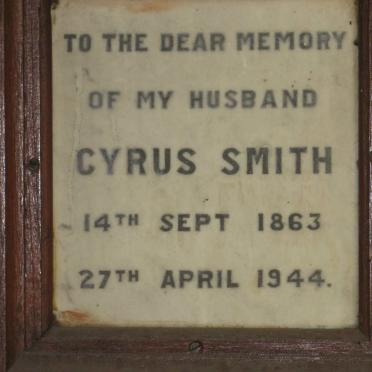 TO THE DEAR MEMORY
OF MY HUSBAND
CYRUS SMITH
14TH SEPT 1863
27TH APRIL 1944.